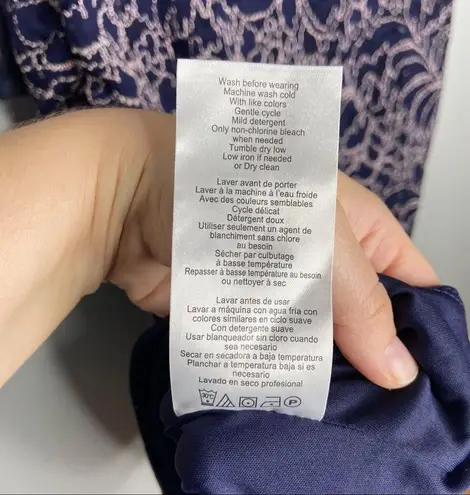 Wash before wearing
Machine wash cold
With like colors
Gentle cycle
Mild detergent
Only non-chlorine bleach
when needed
Tumble dry low
Low iron if needed
or Dry clean
Laver avant de porter
Laver à la machine à l'eau froide
Avec des couleurs semblables
Cycle délicat
Détergent doux
Utiliser seulement un agent de
blanchiment sans chlore
au besoin
Sécher par culbutage
à basse température
Repasser à basse température au besoin
ou nettoyer à sec
Lavar antes de usar
Lavar a máquina con agua fría con
colores similares en ciclo suave
Con detergente suave
Usar blanqueador sin cloro cuando
sea necesario
Secar en secadora a baja temperatura
Planchar a temperatura baja si es
necesario
Lavado en seco profesional
30°C P